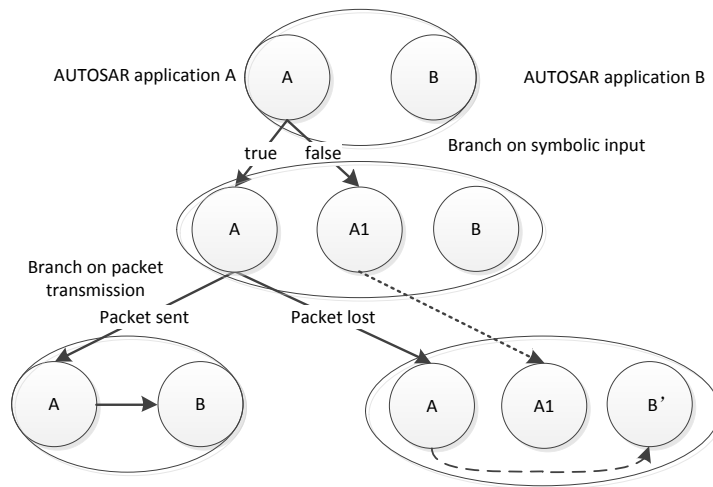 AUTOSAR application A
A
B
AUTOSAR application B
true
false
Branch on symbolic input
A
A1
B
Branch on packet
transmission
Packet sent
Packet lost
A
B
A
A1
B’